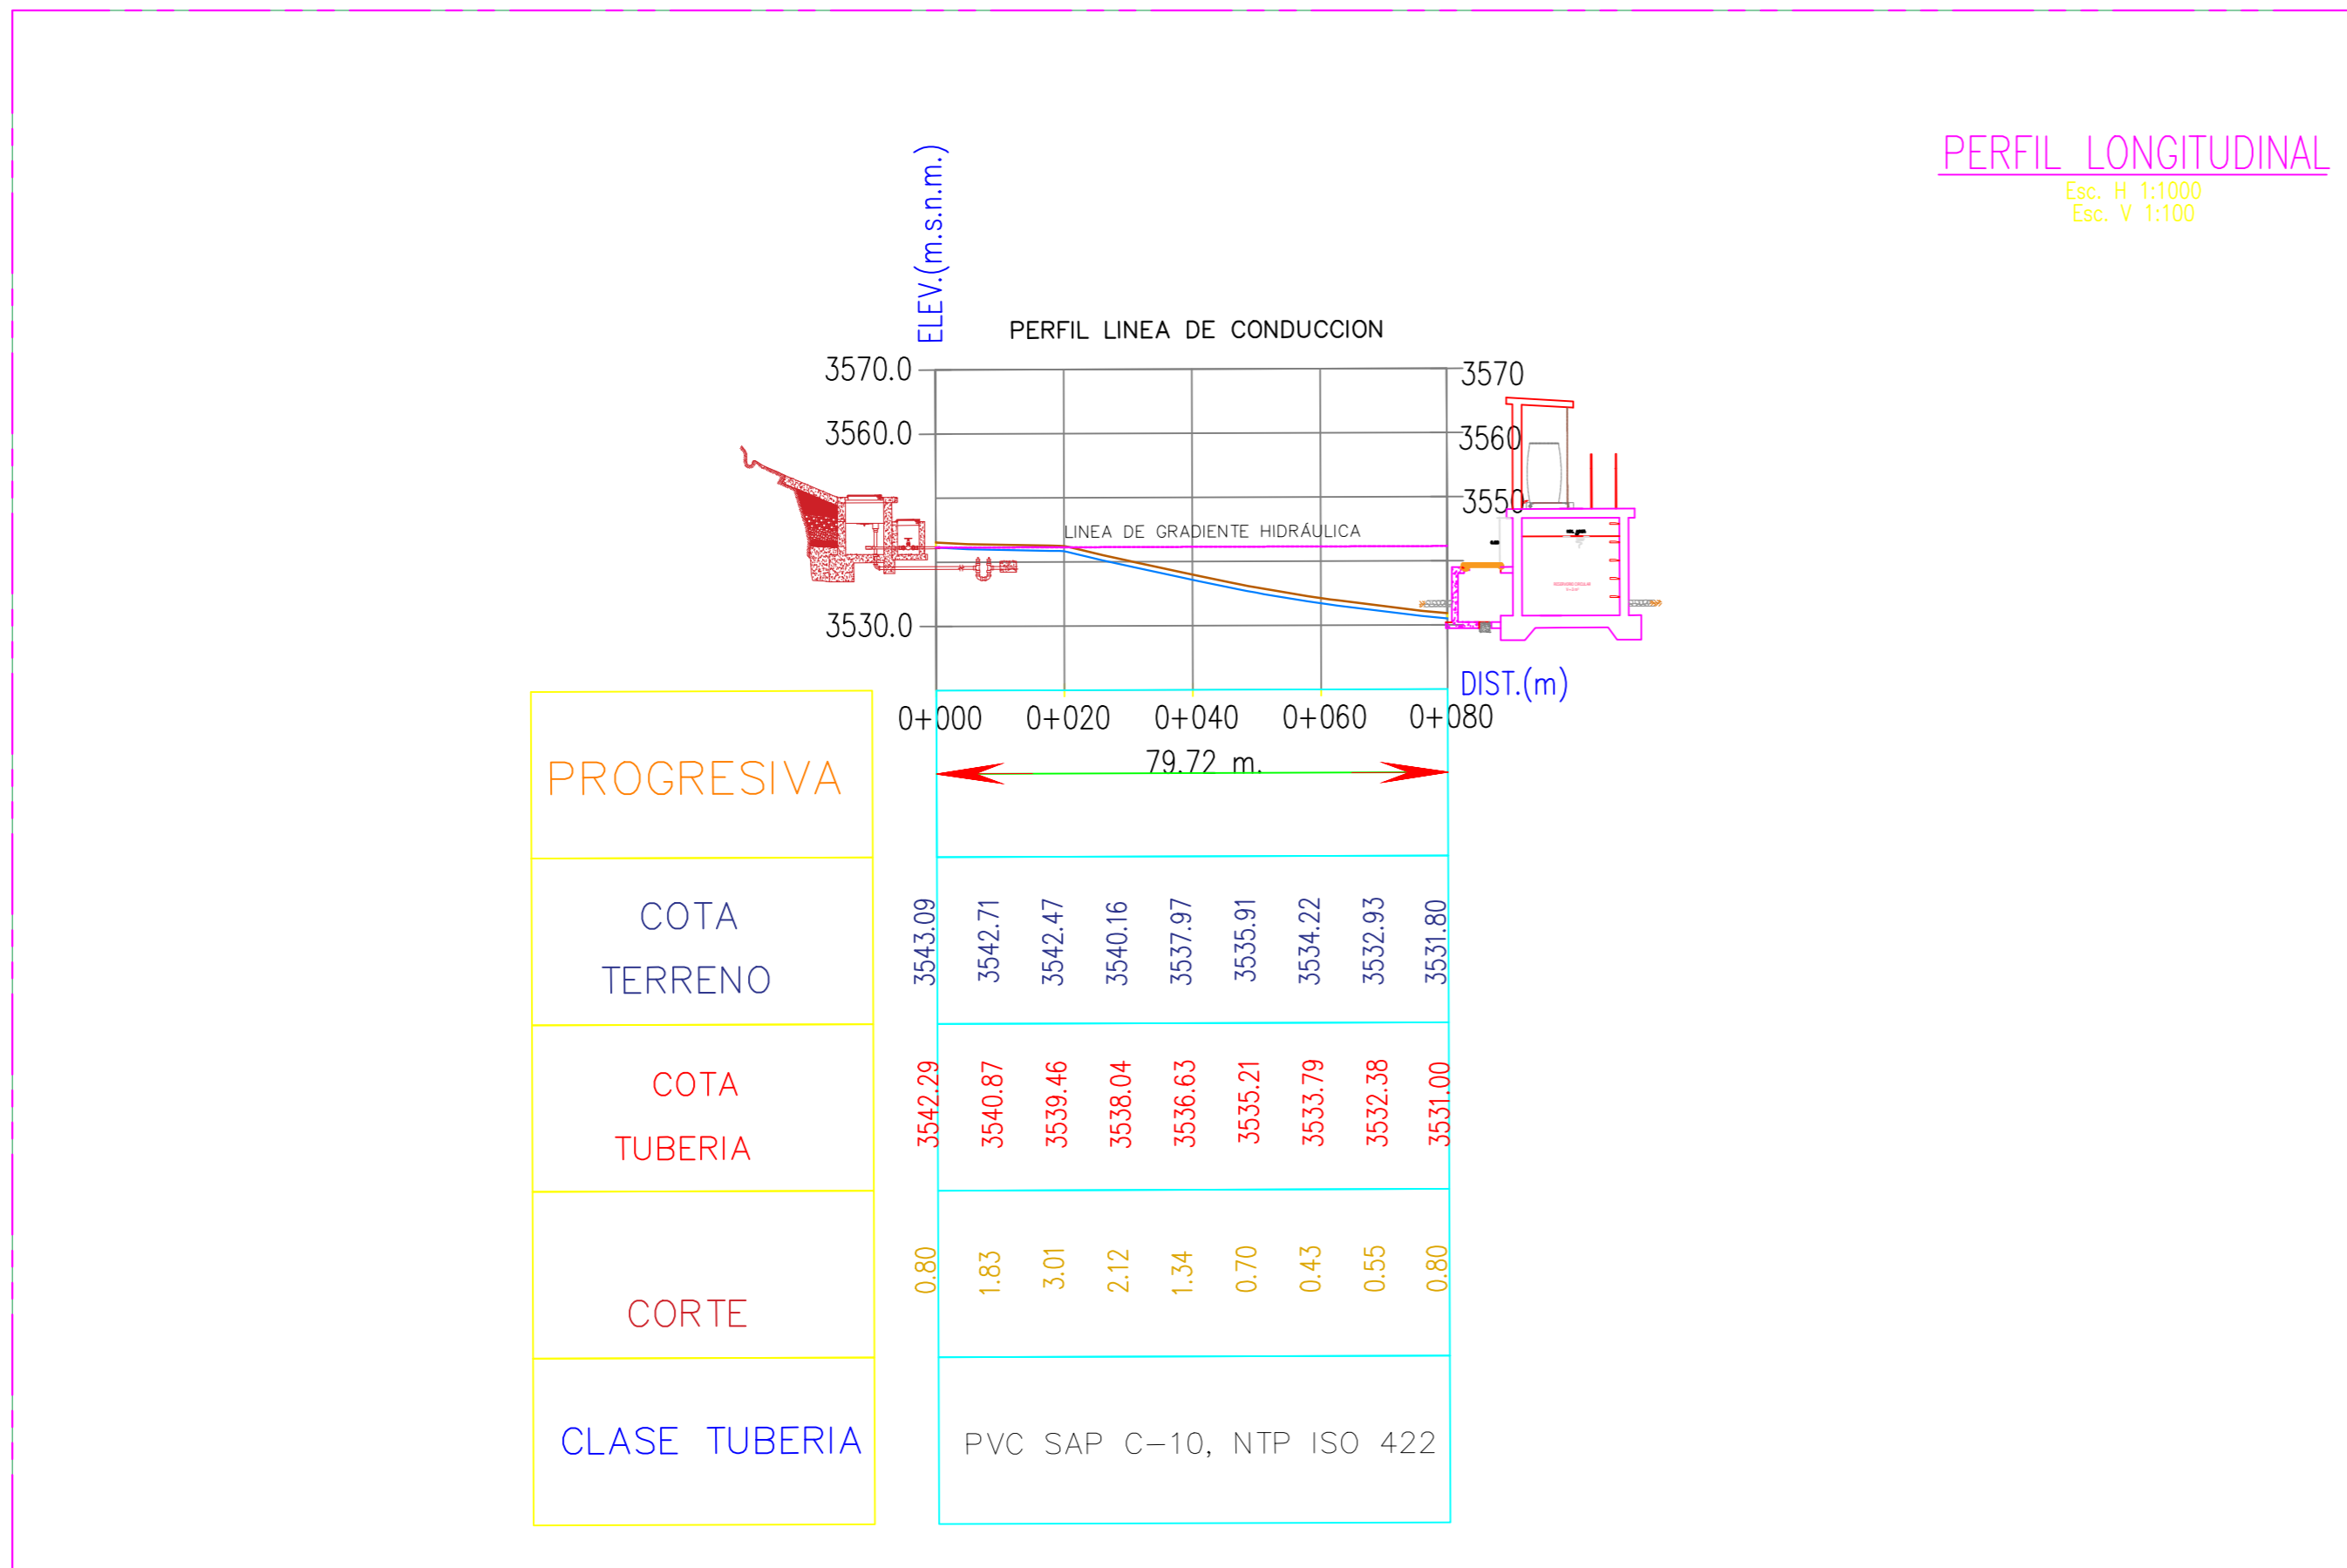 PERFIL LONGITUDINAL
Esc. H 1:1000
Esc. V 1:100
ELEV.(m.s.n.m.)
PERFIL LINEA DE CONDUCCION
3570.0
3570
3560.0
3560
3550
LINEA DE GRADIENTE HIDRÁULICA
3530.0
DIST.(m)
0+000 0+020 0+040 0+060 0+080
79.72 m.
PROGRESIVA
COTA
TERRENO
3543.09 3542.71 3542.47 3540.16 3537.97 3535.91 3534.22 3532.93 3531.80
COTA
TUBERIA
3542.29 3540.87 3539.46 3538.04 3536.63 3535.21 3533.79 3532.38 3531.00
CORTE
0.80 1.83 3.01 2.12 1.34 0.70 0.43 0.55 0.80
CLASE TUBERIA
PVC SAP C-10, NTP ISO 422